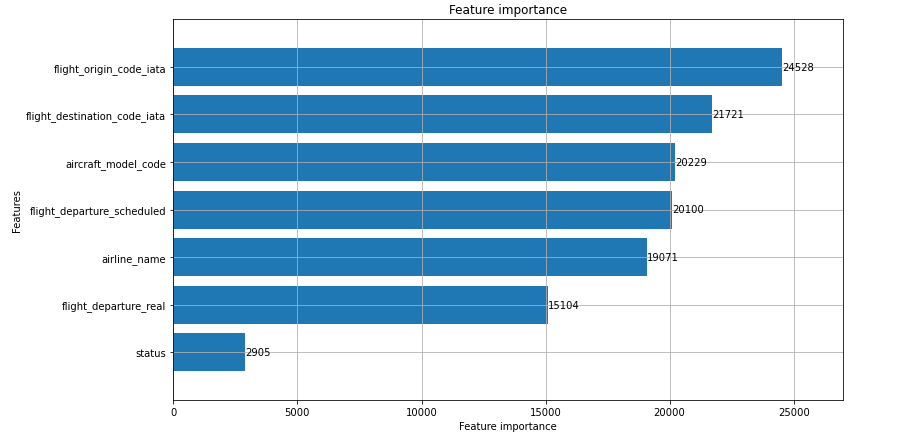 Feature importance
flight_origin_code_iata
24528
flight_destination_code_iata
21721
aircraft_model_code
20229
flight_departure_scheduled
20100
airline_name
19071
flight_departure_real
15104
status
2905
Features
0
5000
10000
15000
20000
25000
Feature importance